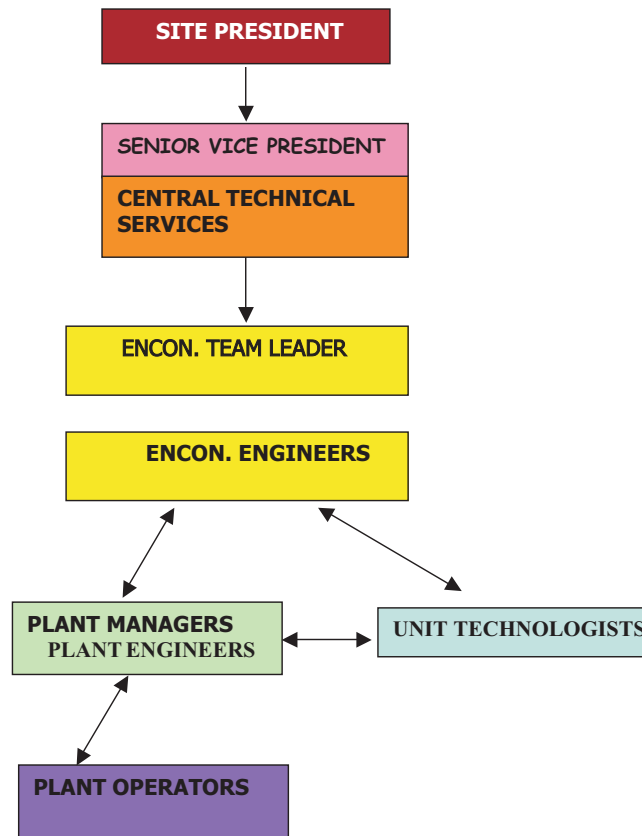 SITE PRESIDENT
SENIOR VICE PRESIDENT
CENTRAL TECHNICAL
SERVICES
ENCON. TEAM LEADER
ENCON. ENGINEERS
PLANT MANAGERS
PLANT ENGINEERS
UNIT TECHNOLOGISTS
PLANT OPERATORS